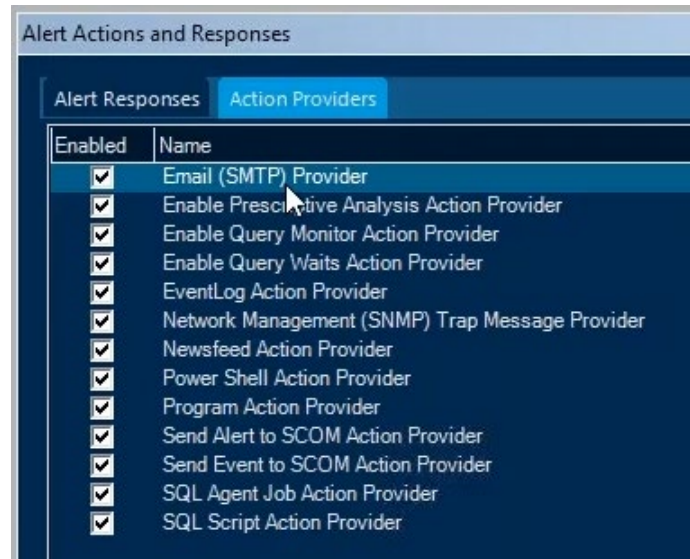 Alert Actions and Responses
Alert Responses Action Providers
Enabled Name
Email (SMTP) Provider
Enable Prescriptive Analysis Action Provider
Enable Query Monitor Action Provider
Enable Query Waits Action Provider
EventLog Action Provider
Network Management (SNMP) Trap Message Provider
Newsfeed Action Provider
Power Shell Action Provider
Program Action Provider
Send Alert to SCOM Action Provider
Send Event to SCOM Action Provider
SQL Agent Job Action Provider
SQL Script Action Provider